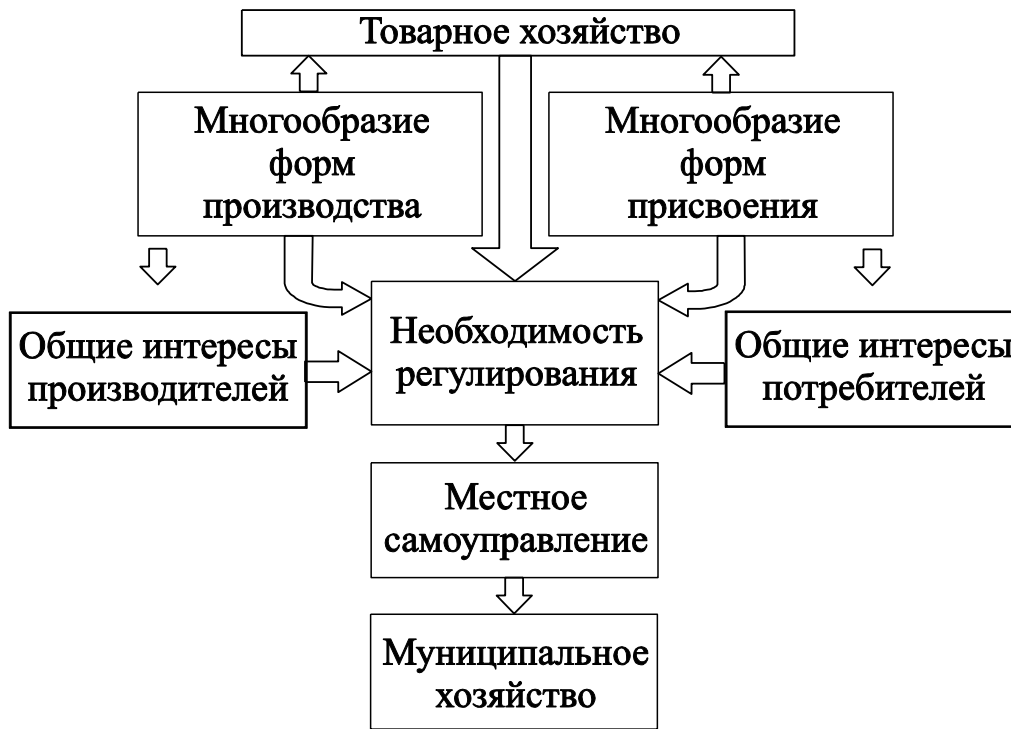 Товарное хозяйство
Многообразие
форм
производства
Многообразие
форм
присвоения
Общие интересы
производителей
Необходимость
регулирования
Общие интересы
потребителей
Местное
самоуправление
Муниципальное
хозяйство